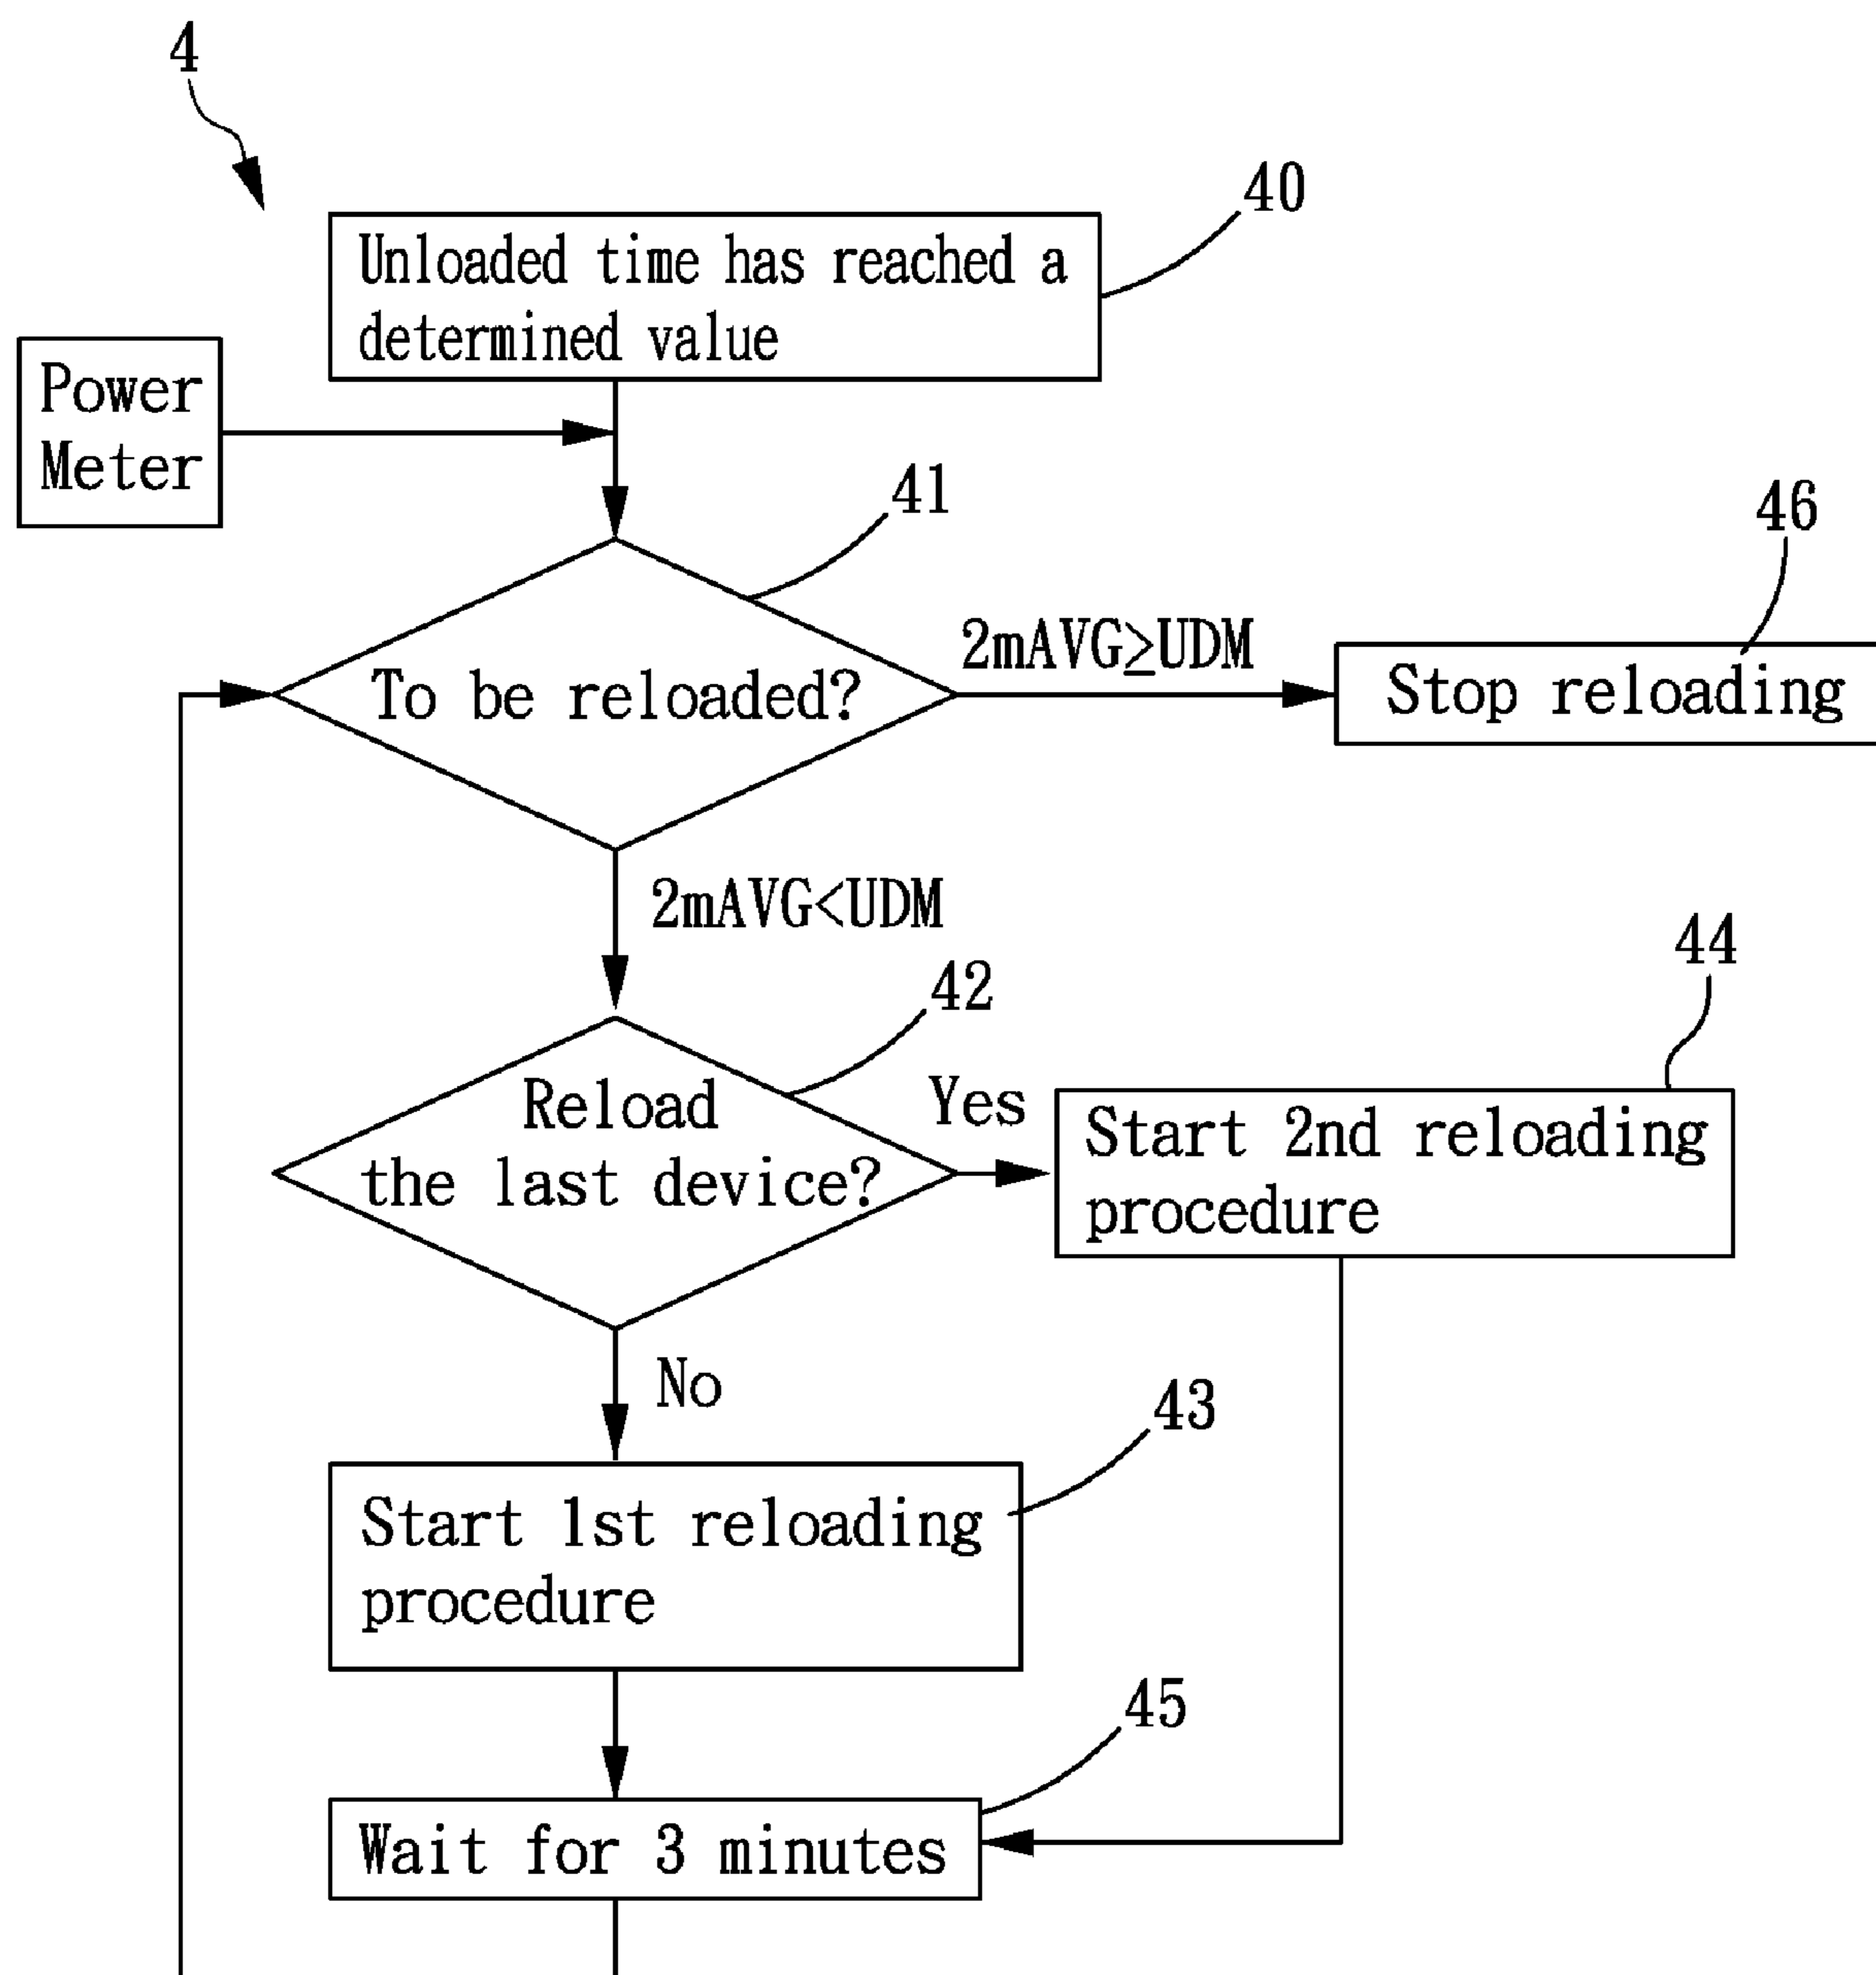 4
40
Unloaded time has reached a
determined value
Power
Meter
41
46
2mAVG≥UDM
To be reloaded?
Stop reloading
2mAVG<UDM
44
42
Reload
the last device?
Yes
Start 2nd reloading
procedure
No
43
Start 1st reloading
procedure
45
Wait for 3 minutes